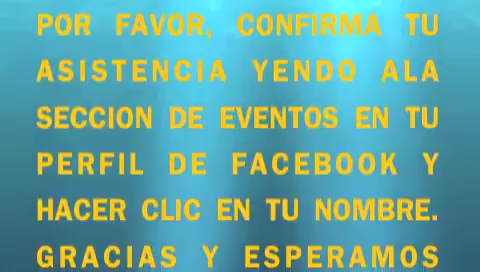 POR FAVOR, CONFIRMA TU
ASISTENCIA YENDO ALA
SECCION DE EVENTOS EN TU
PERFIL DE FACEBOOK Y
HACER CLIC EN TU NOMBRE.
GRACIAS Y ESPERAMOS